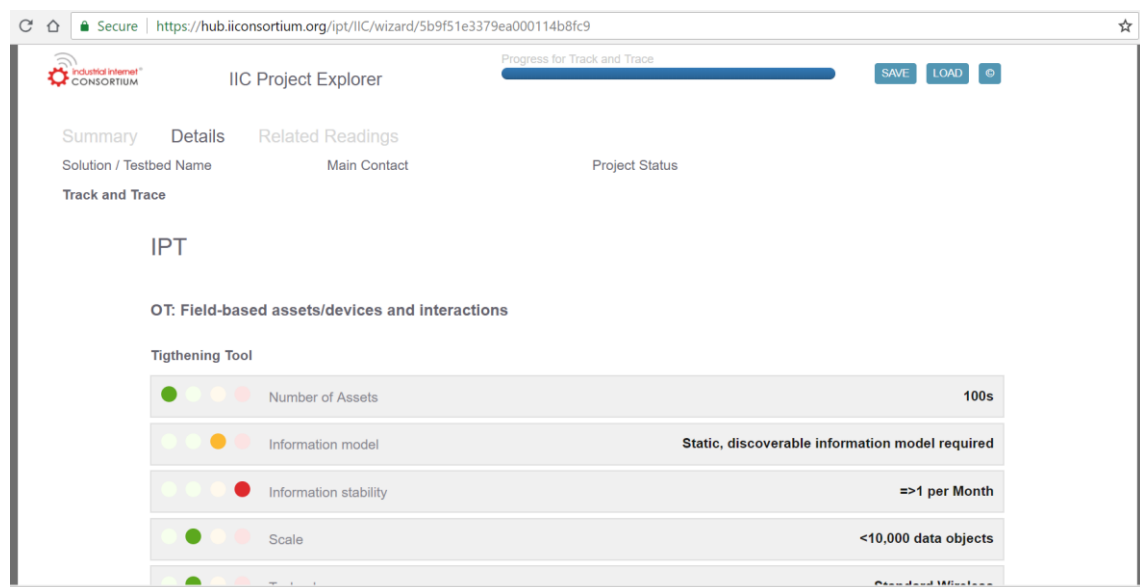 Secure https://hub.iiconsortium.org/ipt/IIC/wizard/5b9f51e3379ea000114b8fc9
industrial internet
CONSORTIUM
IIC Project Explorer
Progress for Track and Trace
SAVE LOAD ©
Summary Details Related Readings
Solution / Testbed Name Main Contact Project Status
Track and Trace
IPT
OT: Field-based assets/devices and interactions
Tigthening Tool
Number of Assets 100s
Information model Static, discoverable information model required
Information stability =>1 per Month
Scale <10,000 data objects
Standard Wireless